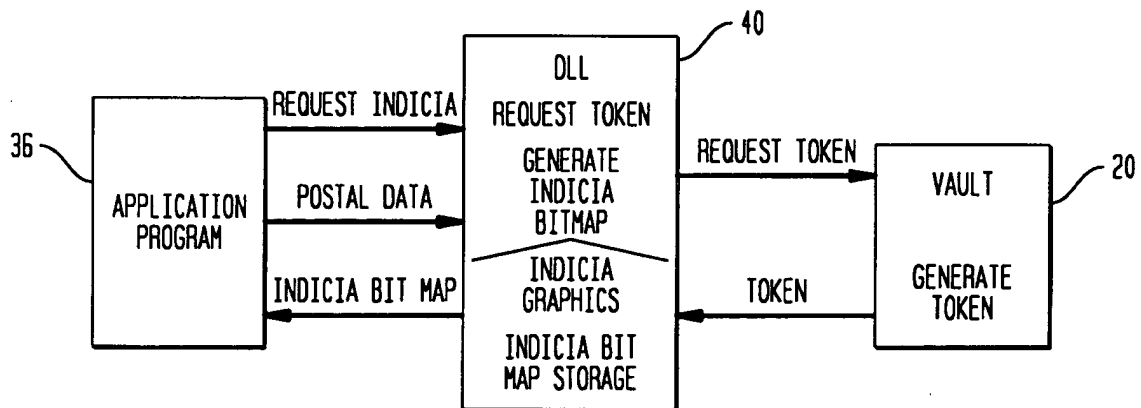 40
DLL
REQUEST INDICIA
REQUEST TOKEN
36
GENERATE
INDICIA
BITMAP
REQUEST TOKEN
20
VAULT
APPLICATION
PROGRAM
POSTAL DATA
INDICIA BIT MAP
INDICIA
GRAPHICS
TOKEN
GENERATE
TOKEN
INDICIA BIT
MAP STORAGE